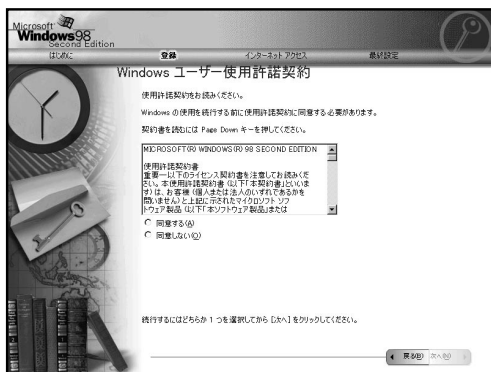 Microsoft
Windows98
Second Edition
はじめに 登録 インターネット アクセス 最終設定
Windows ユーザー使用許諾契約
使用許諾契約をお読みください。
Windows の使用を続行する前に使用許諾契約に同意する必要があります。
契約書を読むには Page Down キーを押してください。
MICROSOFT(R) WINDOWS(R) 98 SECOND EDITION
使用許諾契約書
重要－以下のライセンス契約書を注意してお読みくだ
さい。本使用許諾契約書 (以下「本契約書」といいま
す) は、お客様 (個人または法人のいずれであるかを
問いません) と上記に示されたマイクロソフト ソフ
トウェア製品 (以下「本ソフトウェア製品」または
同意する(A)
同意しない(O)
続行するにはどちらか 1 つを選択してから [次へ] をクリックしてください。
戻る(B) 次へ(N)